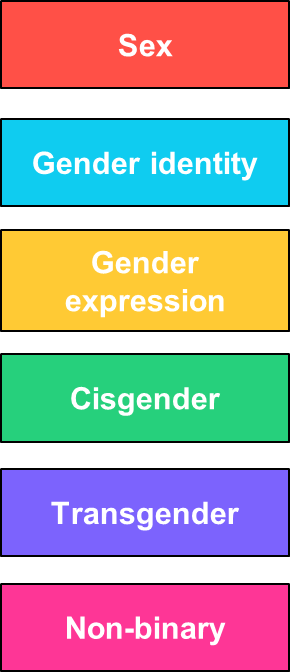 Sex
Gender identity
Gender
expression
Cisgender
Transgender
Non-binary